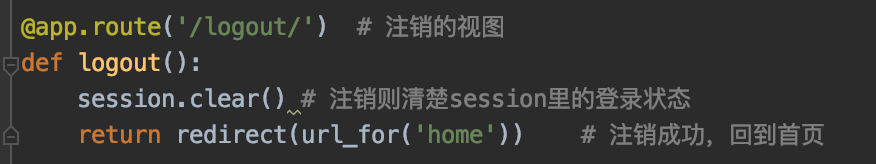 @app.route('/logout/')  # 注销的视图
def logout():
    session.clear() # 注销则清楚session里的登录状态
    return redirect(url_for('home'))    # 注销成功，回到首页